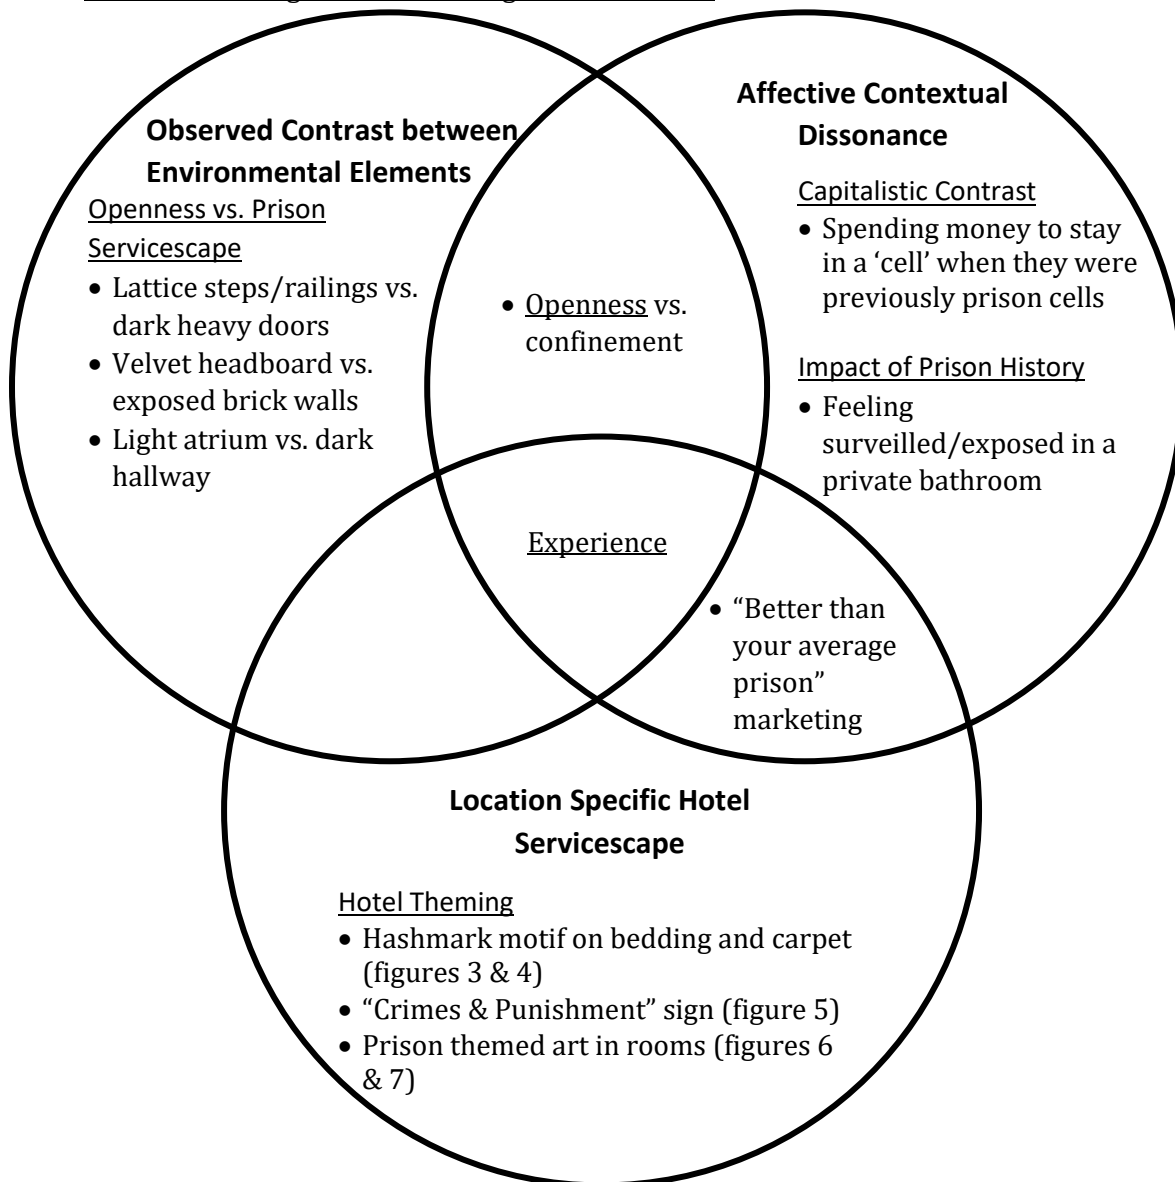 Observed Contrast between
Environmental Elements
Openness vs. Prison
Servicescape
• Lattice steps/railings vs.
dark heavy doors
• Velvet headboard vs.
exposed brick walls
• Light atrium vs. dark
hallway
• Openness vs.
confinement
Affective Contextual
Dissonance
Capitalistic Contrast
• Spending money to stay
in a ‘cell’ when they were
previously prison cells
Impact of Prison History
• Feeling
surveilled/exposed in a
private bathroom
Experience
• “Better than
your average
prison”
marketing
Location Specific Hotel
Servicescape
Hotel Theming
• Hashmark motif on bedding and carpet
(figures 3 & 4)
• “Crimes & Punishment” sign (figure 5)
• Prison themed art in rooms (figures 6
& 7)